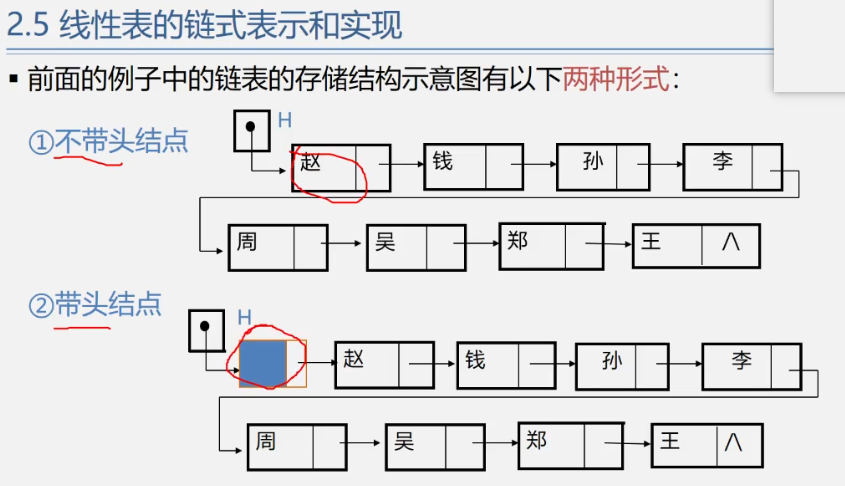 2.5 线性表的链式表示和实现
▪ 前面的例子中的链表的存储结构示意图有以下两种形式：
①不带头结点
H
赵 钱 孙 李
周 吴 郑 王 ∧
②带头结点
H
赵 钱 孙 李
周 吴 郑 王 ∧